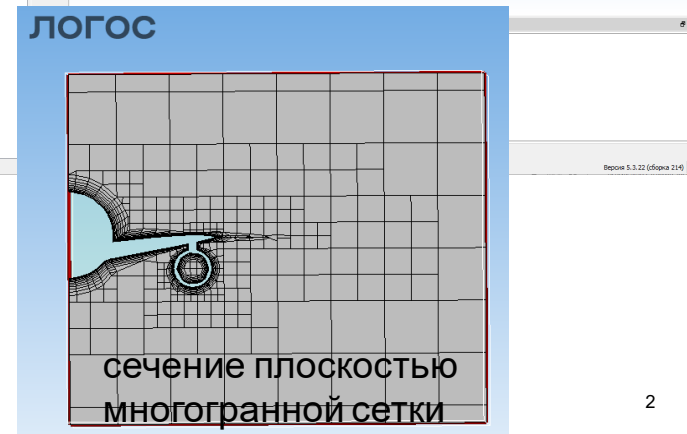 ЛОГОС
Версия 5.3.22 (сборка 214)
сечение плоскостью
многогранной сетки
2